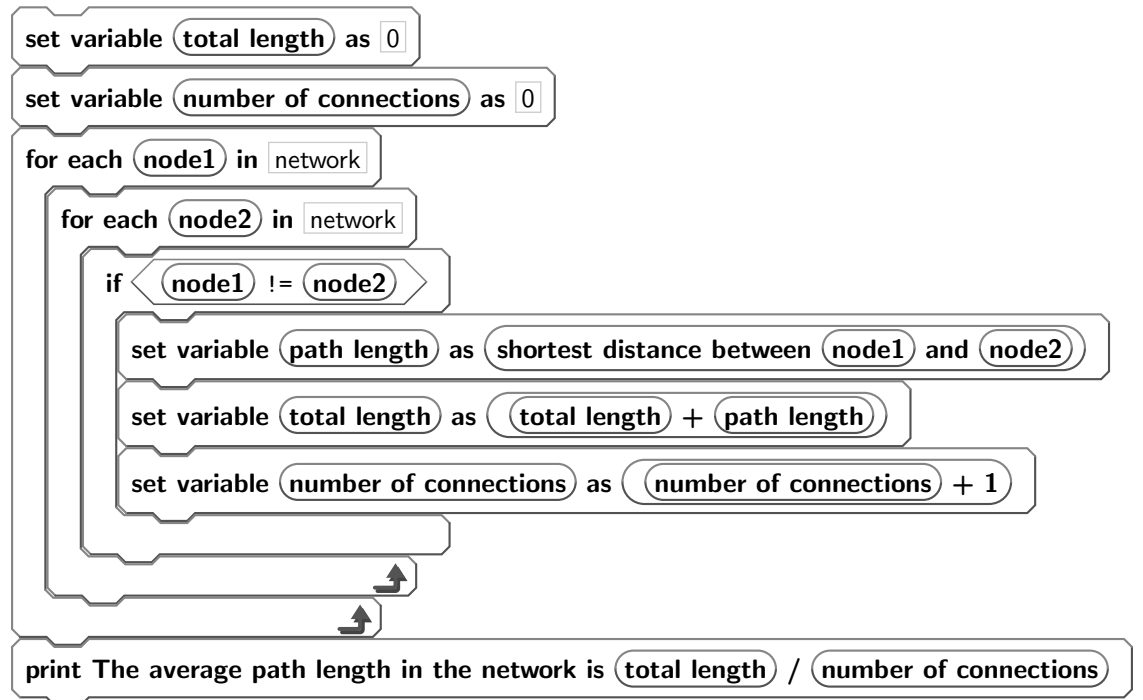 set variable total length as 0
set variable number of connections as 0
for each node1 in network
for each node2 in network
if node1 != node2
set variable path length as shortest distance between node1 and node2
set variable total length as total length + path length
set variable number of connections as number of connections + 1
print The average path length in the network is total length / number of connections